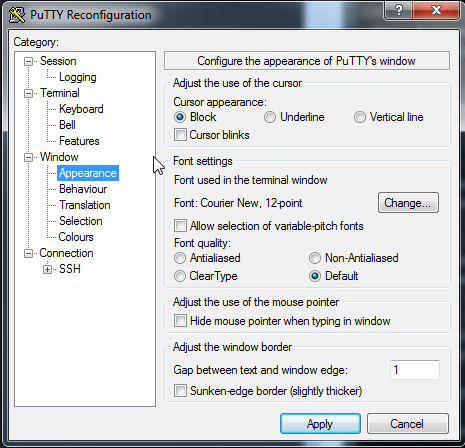 PuTTY Reconfiguration
?
Category:
Session
Logging
Terminal
Keyboard
Bell
Features
Window
Appearance
Behaviour
Translation
Selection
Colours
Connection
SSH
Configure the appearance of PuTTY's window
Adjust the use of the cursor
Cursor appearance:
Block Underline Vertical line
Cursor blinks
Font settings
Font used in the terminal window
Font: Courier New, 12-point Change...
Allow selection of variable-pitch fonts
Font quality:
Antialiased Non-Antialiased
ClearType Default
Adjust the use of the mouse pointer
Hide mouse pointer when typing in window
Adjust the window border
Gap between text and window edge: 1
Sunken-edge border (slightly thicker)
Apply Cancel